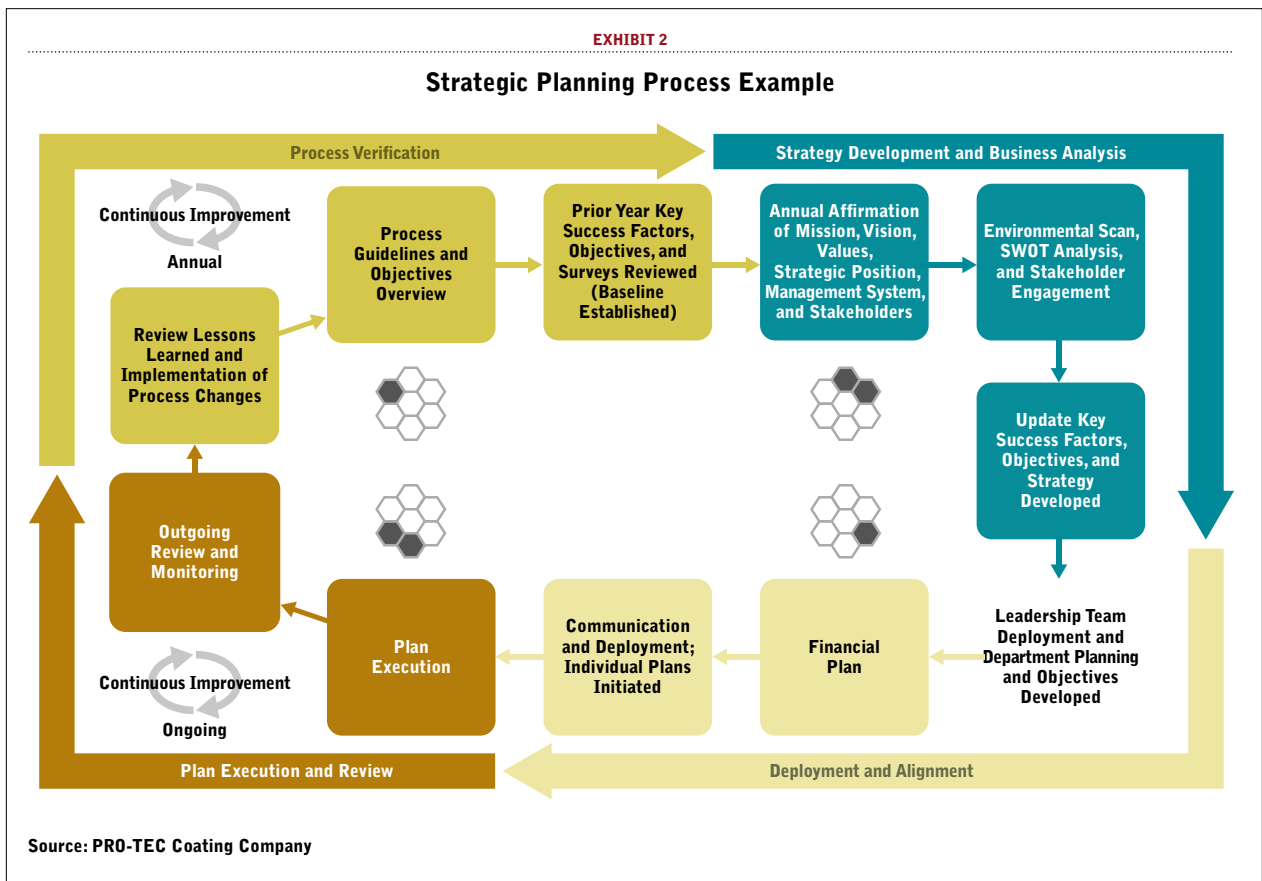 EXHIBIT 2
Strategic Planning Process Example
Process Verification
Strategy Development and Business Analysis
Continuous Improvement
Annual
Process
Guidelines and
Objectives
Overview
Prior Year Key
Success Factors,
Objectives, and
Surveys Reviewed
(Baseline
Established)
Annual Affirmation
of Mission, Vision,
Values,
Strategic Position,
Management System,
and Stakeholders
Environmental Scan,
SWOT Analysis,
and Stakeholder
Engagement
Review Lessons
Learned and
Implementation of
Process Changes
Update Key
Success Factors,
Objectives, and
Strategy
Developed
Outgoing
Review and
Monitoring
Plan
Execution
Communication
and Deployment;
Individual Plans
Initiated
Financial
Plan
Leadership Team
Deployment and
Department Planning
and Objectives
Developed
Continuous Improvement
Ongoing
Plan Execution and Review
Deployment and Alignment
Source: PRO-TEC Coating Company